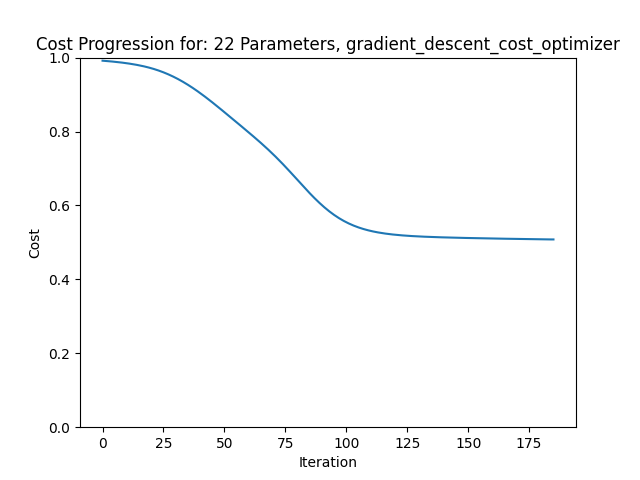 Cost Progression for: 22 Parameters, gradient_descent_cost_optimizer
1.0
0.8
0.6
0.4
0.2
0.0
Cost
0 25 50 75 100 125 150 175
Iteration